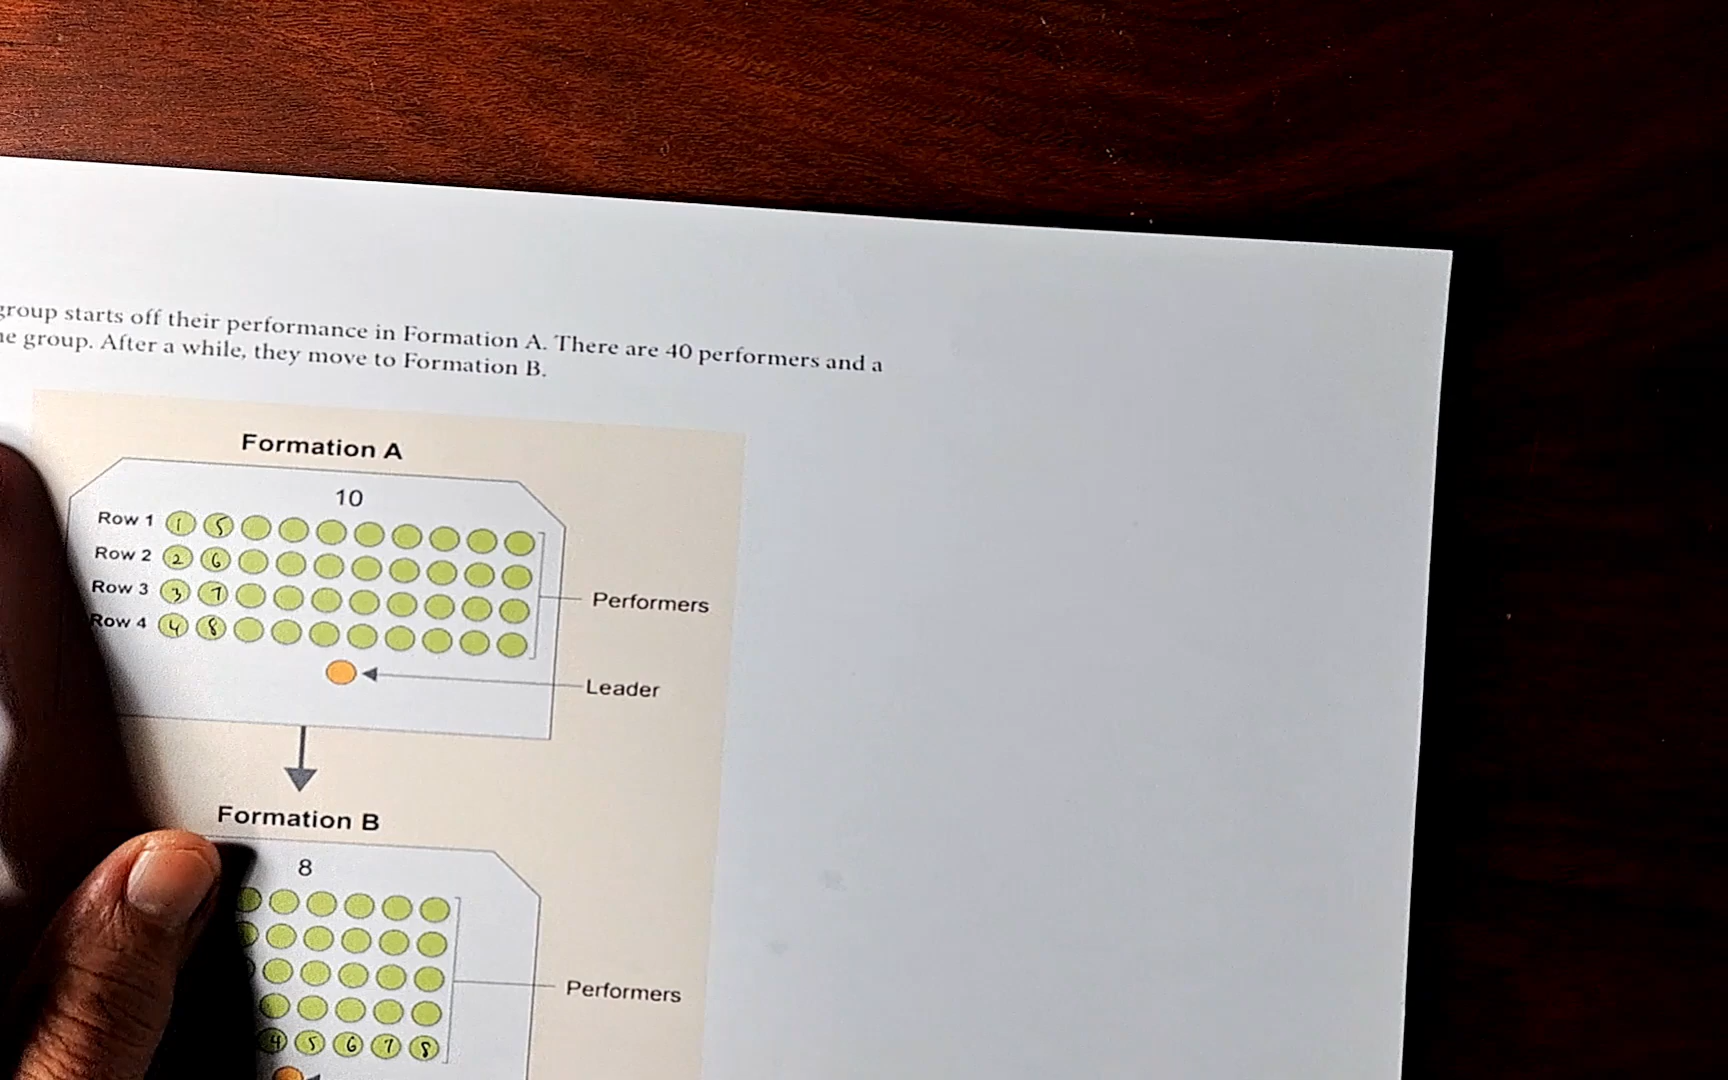 group starts off their performance in Formation A. There are 40 performers and a
group. After a while, they move to Formation B.
Formation A
10
Row 1 1 5
Row 2 2 6
Row 3 3 7
Row 4 4 8
Performers
Leader
Formation B
8
Performers
4 5 6 7 8